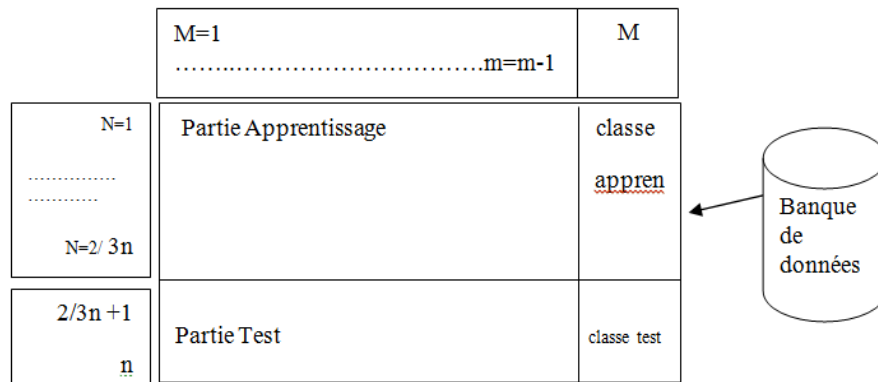 M=1
……..………………………….m=m-1
M
N=1
……………
…………
N=2/ 3n
Partie Apprentissage
classe
appren
Banque
de
données
2/3n +1
n
Partie Test
classe test